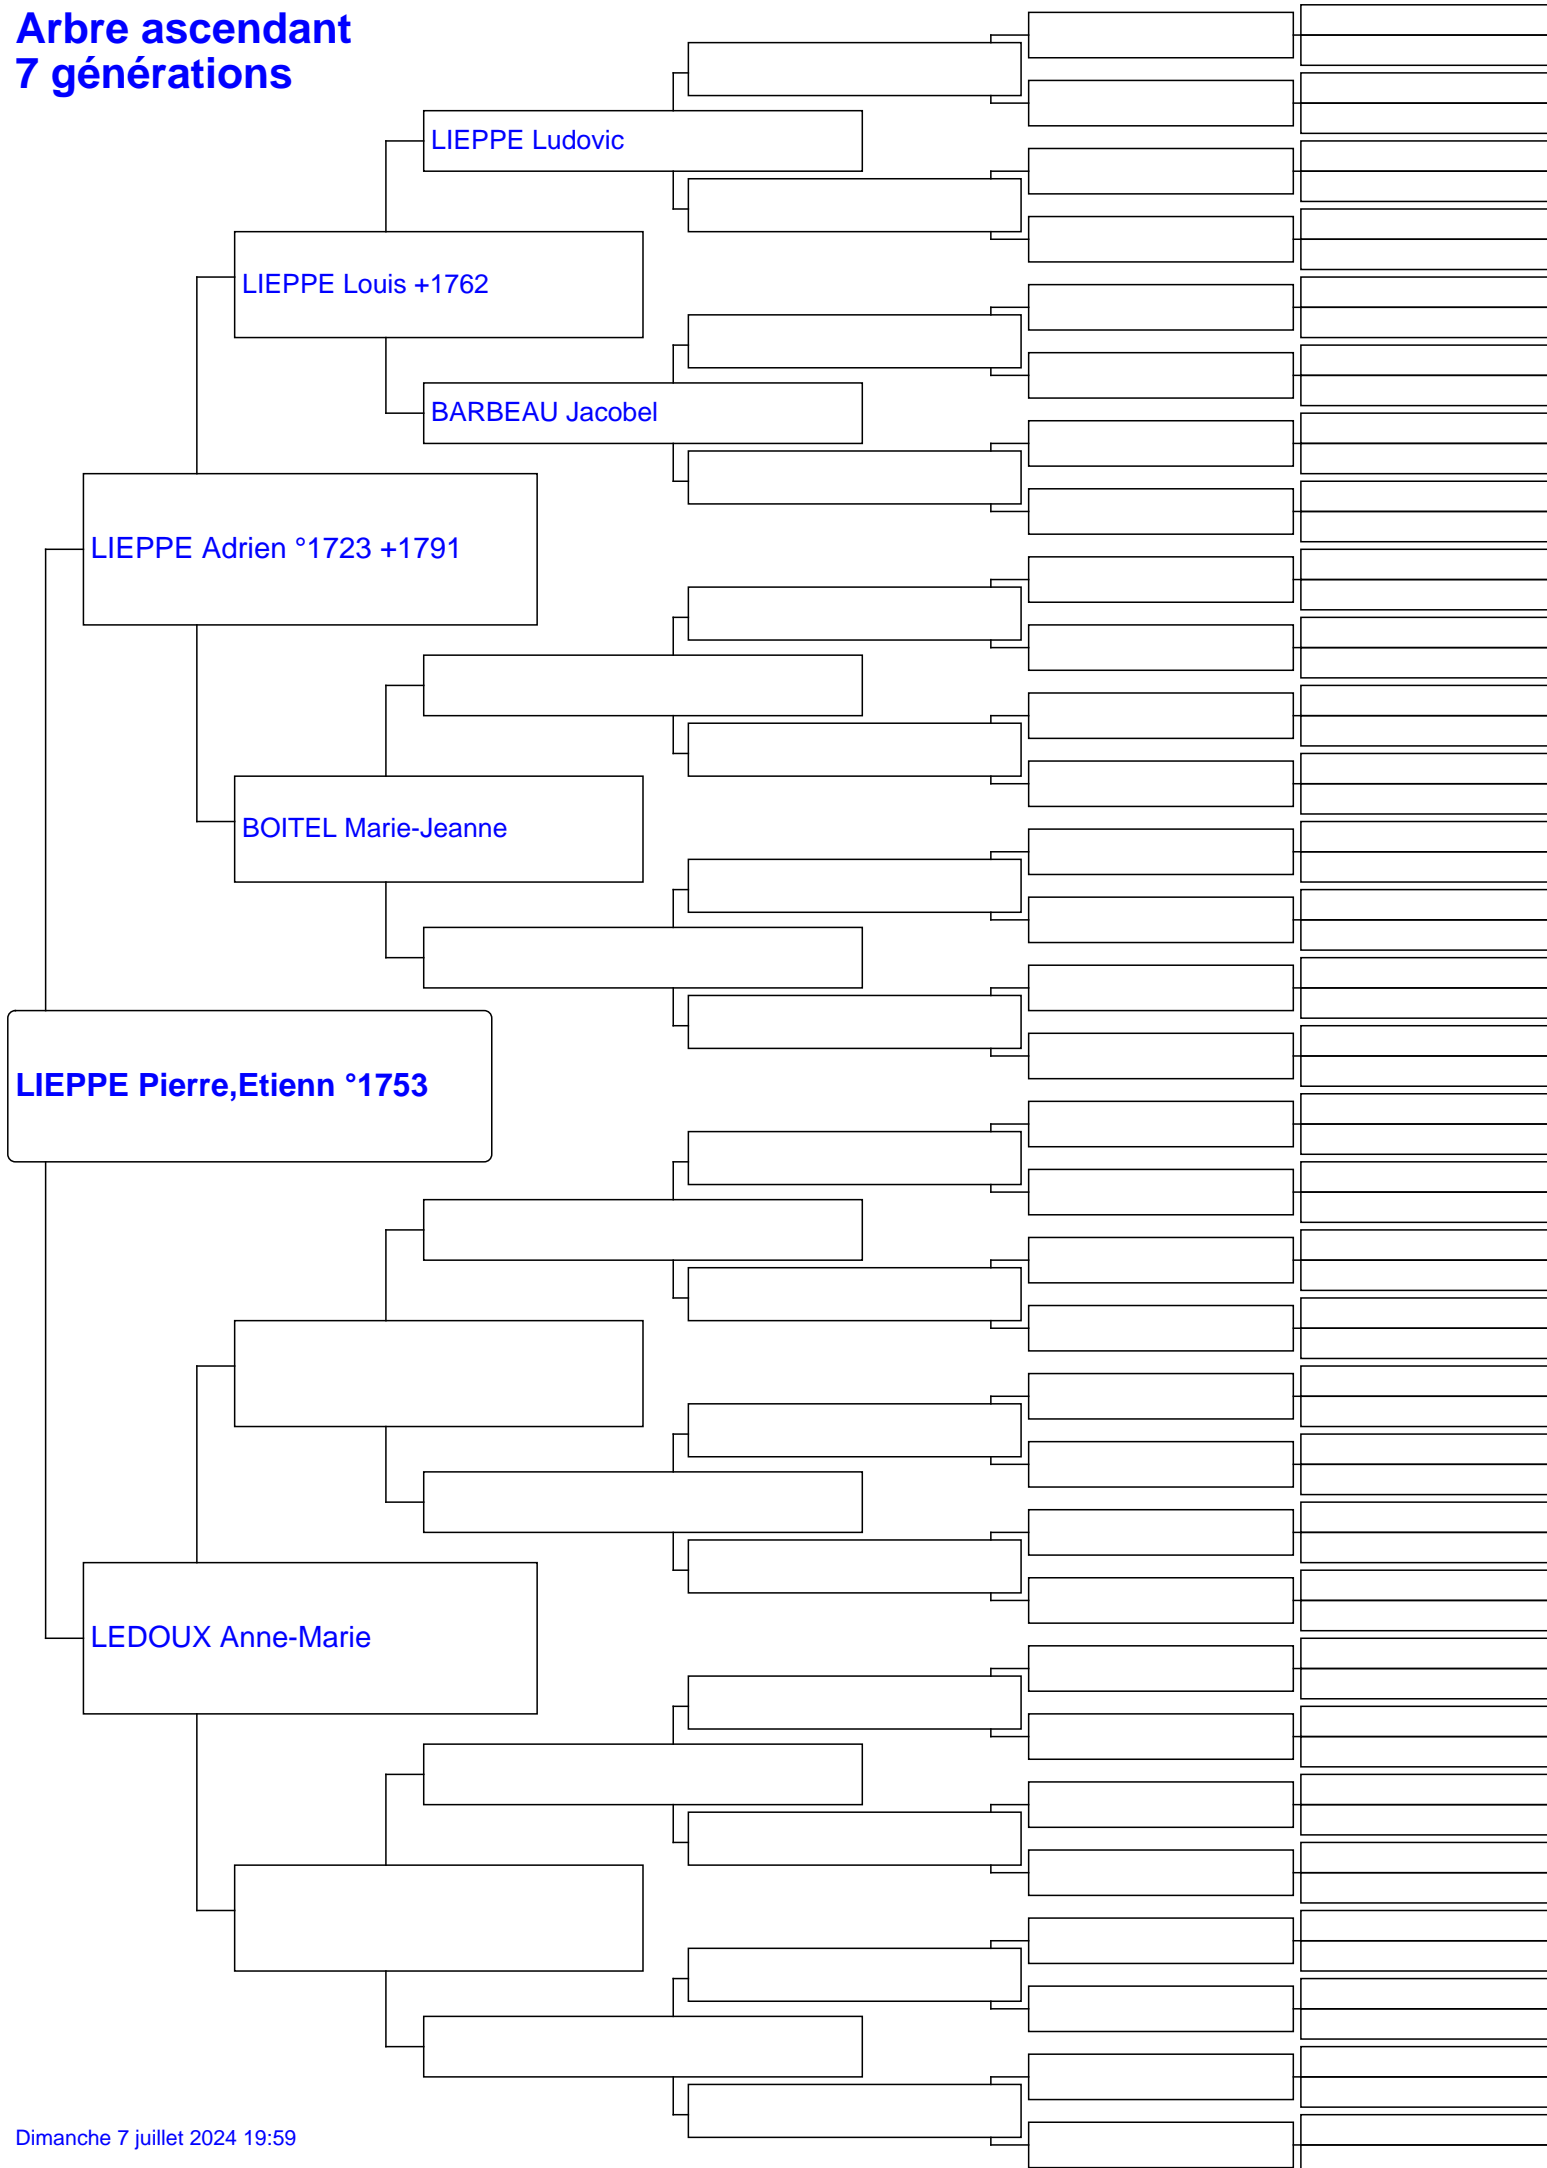 Arbre ascendant
7 générations
LIEPPE Ludovic
LIEPPE Louis +1762
BARBEAU Jacobel
LIEPPE Adrien °1723 +1791
BOITEL Marie-Jeanne
LIEPPE Pierre,Etienn °1753
LEDOUX Anne-Marie
Dimanche 7 juillet 2024 19:59